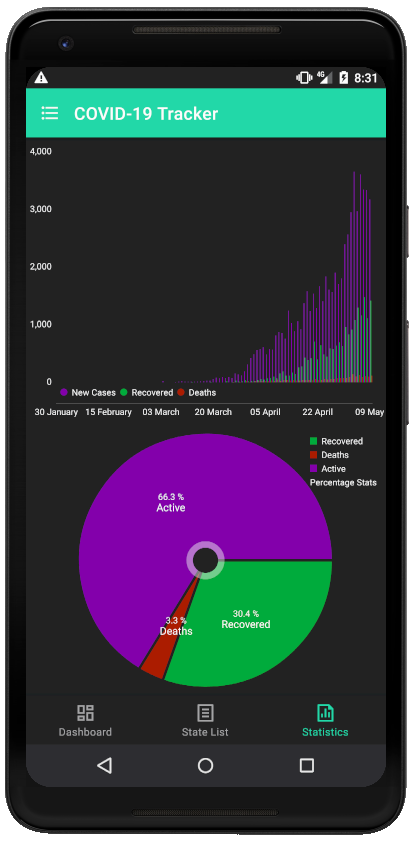 4G 8:31
COVID-19 Tracker
4,000
3,000
2,000
1,000
0
New Cases Recovered Deaths
30 January 15 February 03 March 20 March 05 April 22 April 09 May
Recovered
Deaths
Active
Percentage Stats
66.3 %
Active
3.3 %
Deaths
30.4 %
Recovered
Dashboard State List Statistics